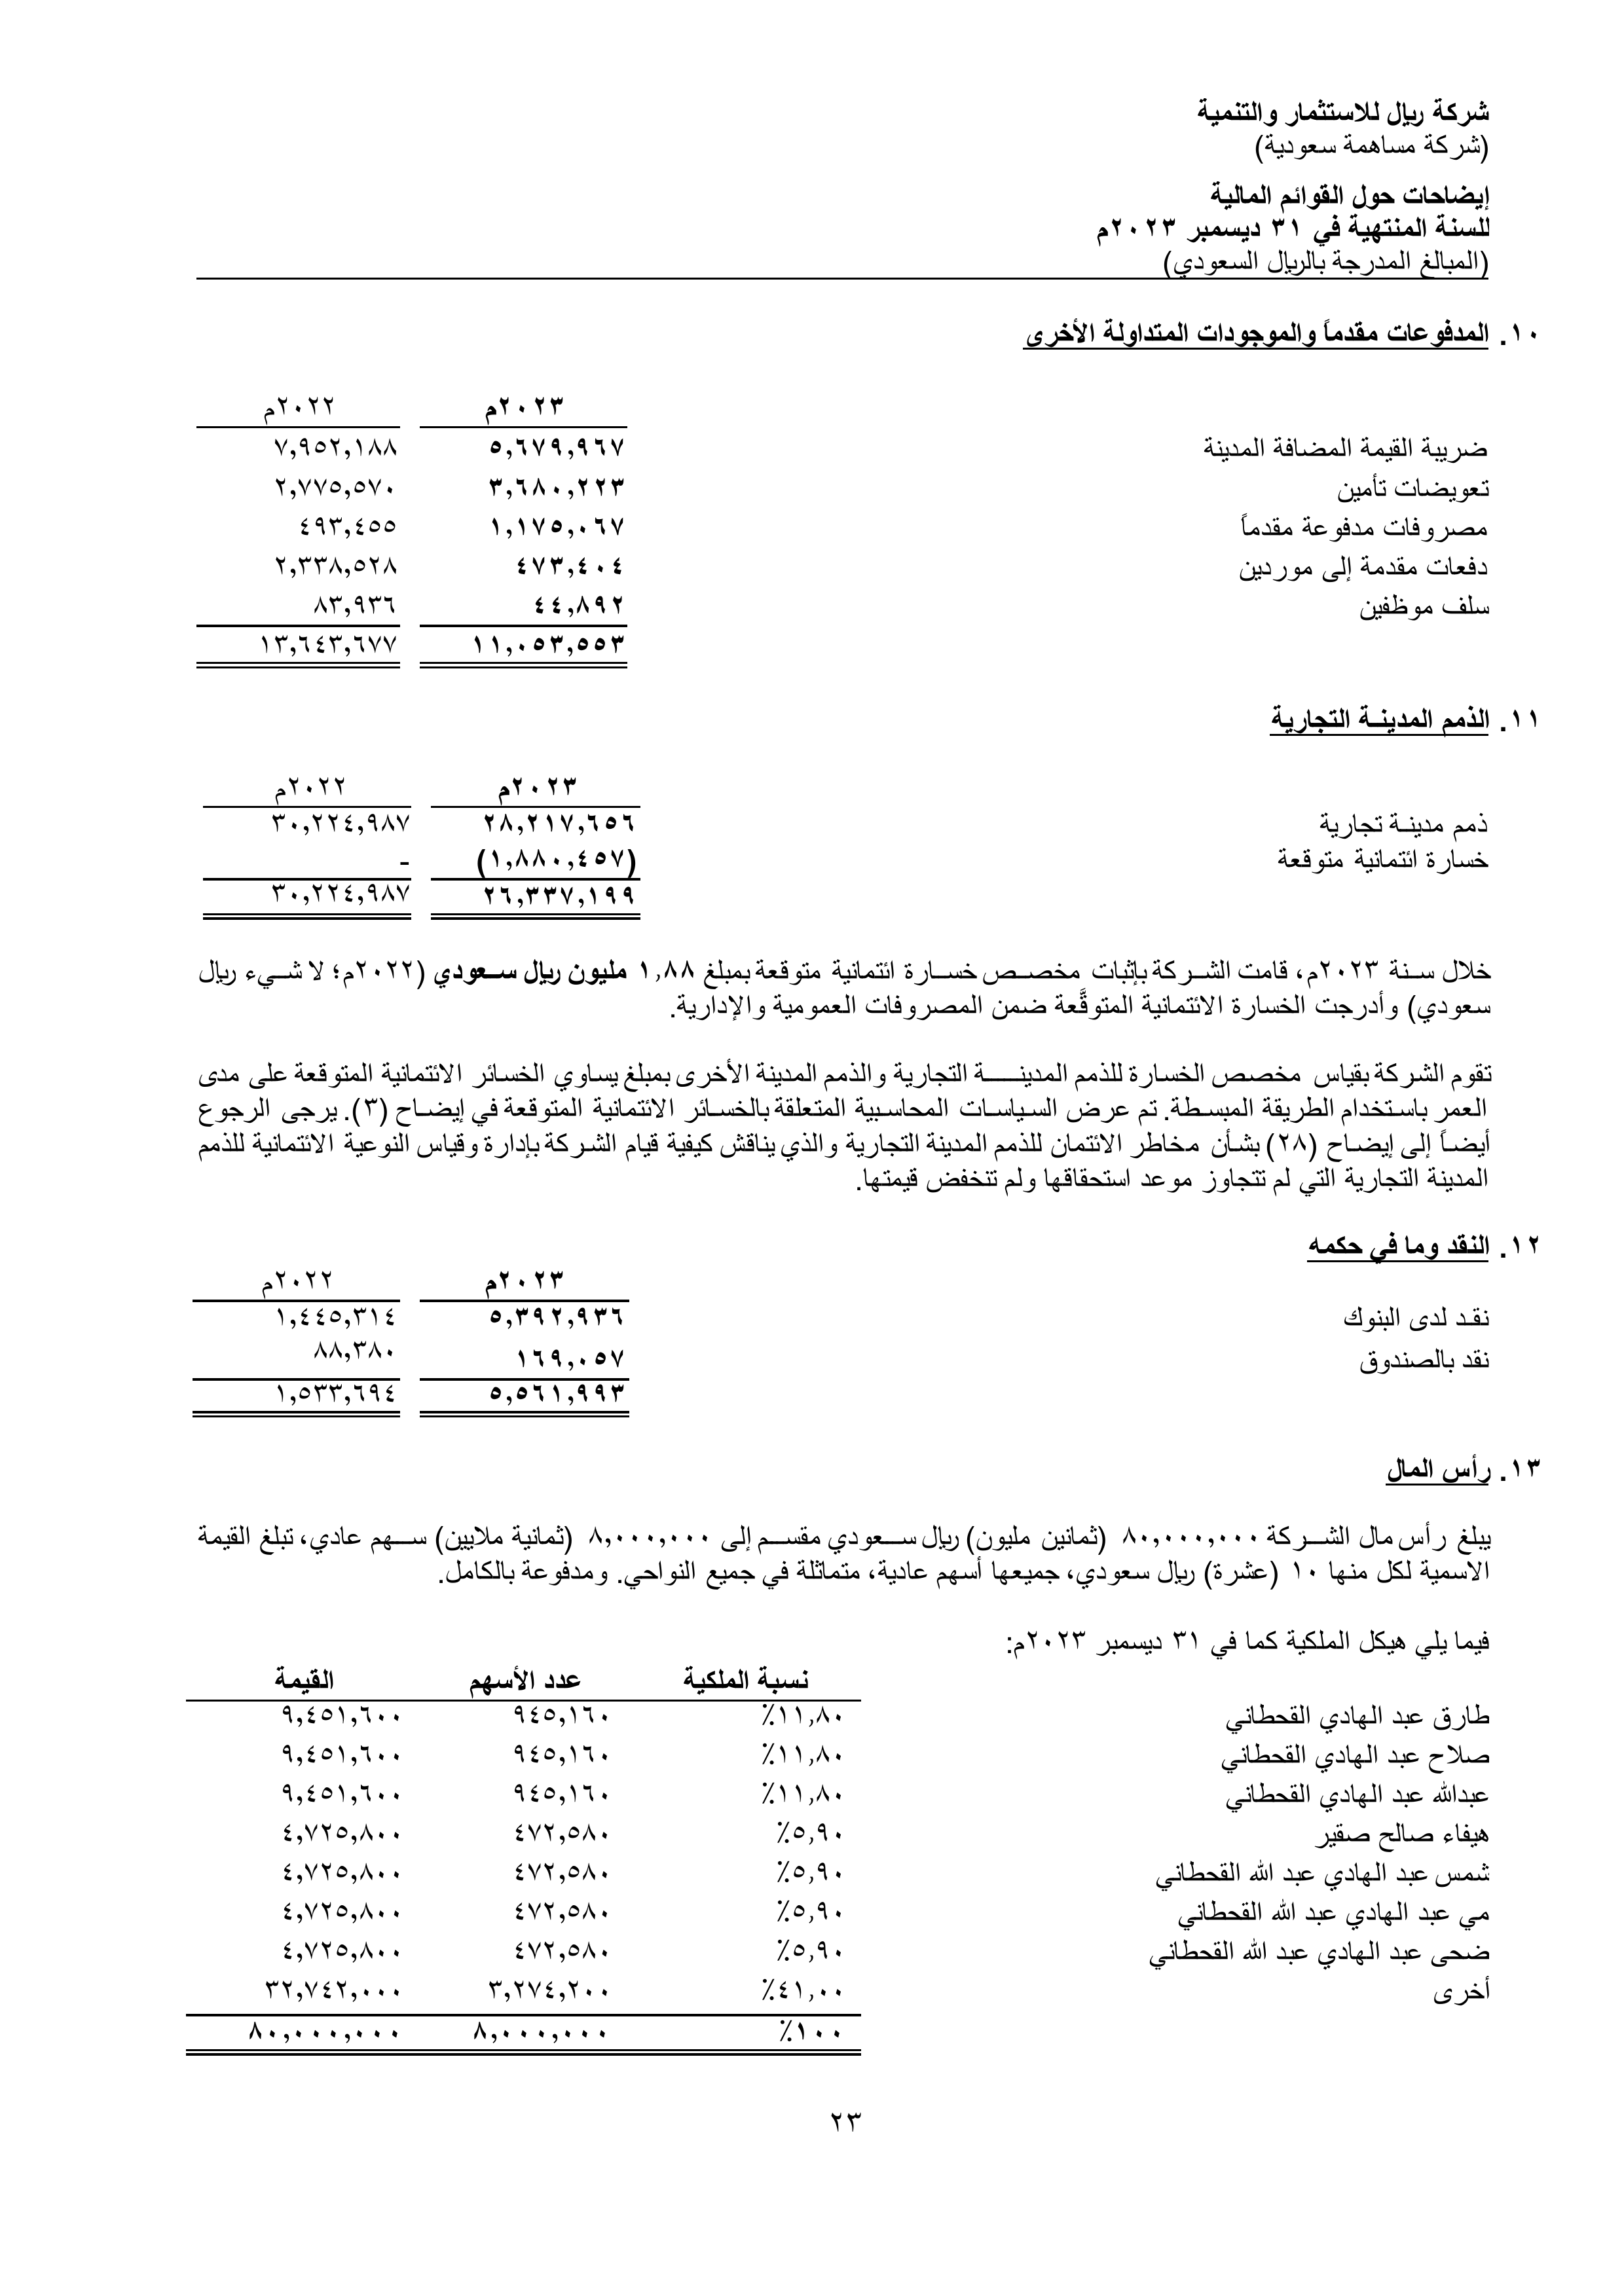 شركة ريال للاستثمار والتنمية
(شركة مساهمة سعودية)
إيضاحات حول القوائم المالية
للسنة المنتهية في ٣١ ديسمبر ٢٠٢٣م
(المبالغ المدرجة بالريال السعودي)
١٠. المدفوعات مقدماً والموجودات المتداولة الأخرى
٢٠٢٣م ٢٠٢٢م
ضريبة القيمة المضافة المدينة ٥,٦٧٩,٩٦٧ ٧,٩٥٢,١٨٨
تعويضات تأمين ٣,٦٨٠,٢٢٣ ٢,٧٧٥,٥٧٠
مصروفات مدفوعة مقدماً ١,١٧٥,٠٦٧ ٤٩٣,٤٥٥
دفعات مقدمة إلى موردين ٤٧٣,٤٠٤ ٢,٣٣٨,٥٢٨
سلف موظفين ٤٤,٨٩٢ ٨٣,٩٣٦
١١,٠٥٣,٥٥٣ ١٣,٦٤٣,٦٧٧
١١. الذمم المدينة التجارية
٢٠٢٣م ٢٠٢٢م
ذمم مدينة تجارية ٢٨,٢١٧,٦٥٦ ٣٠,٢٢٤,٩٨٧
خسارة ائتمانية متوقعة (١,٨٨٠,٤٥٧) -
٢٦,٣٣٧,١٩٩ ٣٠,٢٢٤,٩٨٧
خلال سنة ٢٠٢٣م، قامت الشركة بإثبات مخصص خسارة ائتمانية متوقعة بمبلغ ١,٨٨ مليون ريال سعودي (٢٠٢٢م؛ لا شيء ريال
سعودي) وأدرجت الخسارة الائتمانية المتوقَّعة ضمن المصروفات العمومية والإدارية.
تقوم الشركة بقياس مخصص الخسارة للذمم المدينة التجارية والذمم المدينة الأخرى بمبلغ يساوي الخسائر الائتمانية المتوقعة على مدى
العمر باستخدام الطريقة المبسطة. تم عرض السياسات المحاسبية المتعلقة بالخسائر الائتمانية المتوقعة في إيضاح (٣). يرجى الرجوع
أيضاً إلى إيضاح (٢٨) بشأن مخاطر الائتمان للذمم المدينة التجارية والذي يناقش كيفية قيام الشركة بإدارة وقياس النوعية الائتمانية للذمم
المدينة التجارية التي لم تتجاوز موعد استحقاقها ولم تنخفض قيمتها.
١٢. النقد وما في حكمه
٢٠٢٣م ٢٠٢٢م
نقد لدى البنوك ٥,٣٩٢,٩٣٦ ١,٤٤٥,٣١٤
نقد بالصندوق ١٦٩,٠٥٧ ٨٨,٣٨٠
٥,٥٦١,٩٩٣ ١,٥٣٣,٦٩٤
١٣. رأس المال
يبلغ رأس مال الشركة ٨٠,٠٠٠,٠٠٠ (ثمانين مليون) ريال سعودي مقسم إلى ٨,٠٠٠,٠٠٠ (ثمانية ملايين) سهم عادي، تبلغ القيمة
الاسمية لكل منها ١٠ (عشرة) ريال سعودي، جميعها أسهم عادية، متماثلة في جميع النواحي. ومدفوعة بالكامل.
فيما يلي هيكل الملكية كما في ٣١ ديسمبر ٢٠٢٣م:
نسبة الملكية عدد الأسهم القيمة
طارق عبد الهادي القحطاني ١١,٨٠٪ ٩٤٥,١٦٠ ٩,٤٥١,٦٠٠
صلاح عبد الهادي القحطاني ١١,٨٠٪ ٩٤٥,١٦٠ ٩,٤٥١,٦٠٠
عبدالله عبد الهادي القحطاني ١١,٨٠٪ ٩٤٥,١٦٠ ٩,٤٥١,٦٠٠
هيفاء صالح صقير ٥,٩٠٪ ٤٧٢,٥٨٠ ٤,٧٢٥,٨٠٠
شمس عبد الهادي عبد الله القحطاني ٥,٩٠٪ ٤٧٢,٥٨٠ ٤,٧٢٥,٨٠٠
مي عبد الهادي عبد الله القحطاني ٥,٩٠٪ ٤٧٢,٥٨٠ ٤,٧٢٥,٨٠٠
ضحى عبد الهادي عبد الله القحطاني ٥,٩٠٪ ٤٧٢,٥٨٠ ٤,٧٢٥,٨٠٠
أخرى ٤١,٠٠٪ ٣,٢٧٤,٢٠٠ ٣٢,٧٤٢,٠٠٠
١٠٠٪ ٨,٠٠٠,٠٠٠ ٨٠,٠٠٠,٠٠٠
٢٣